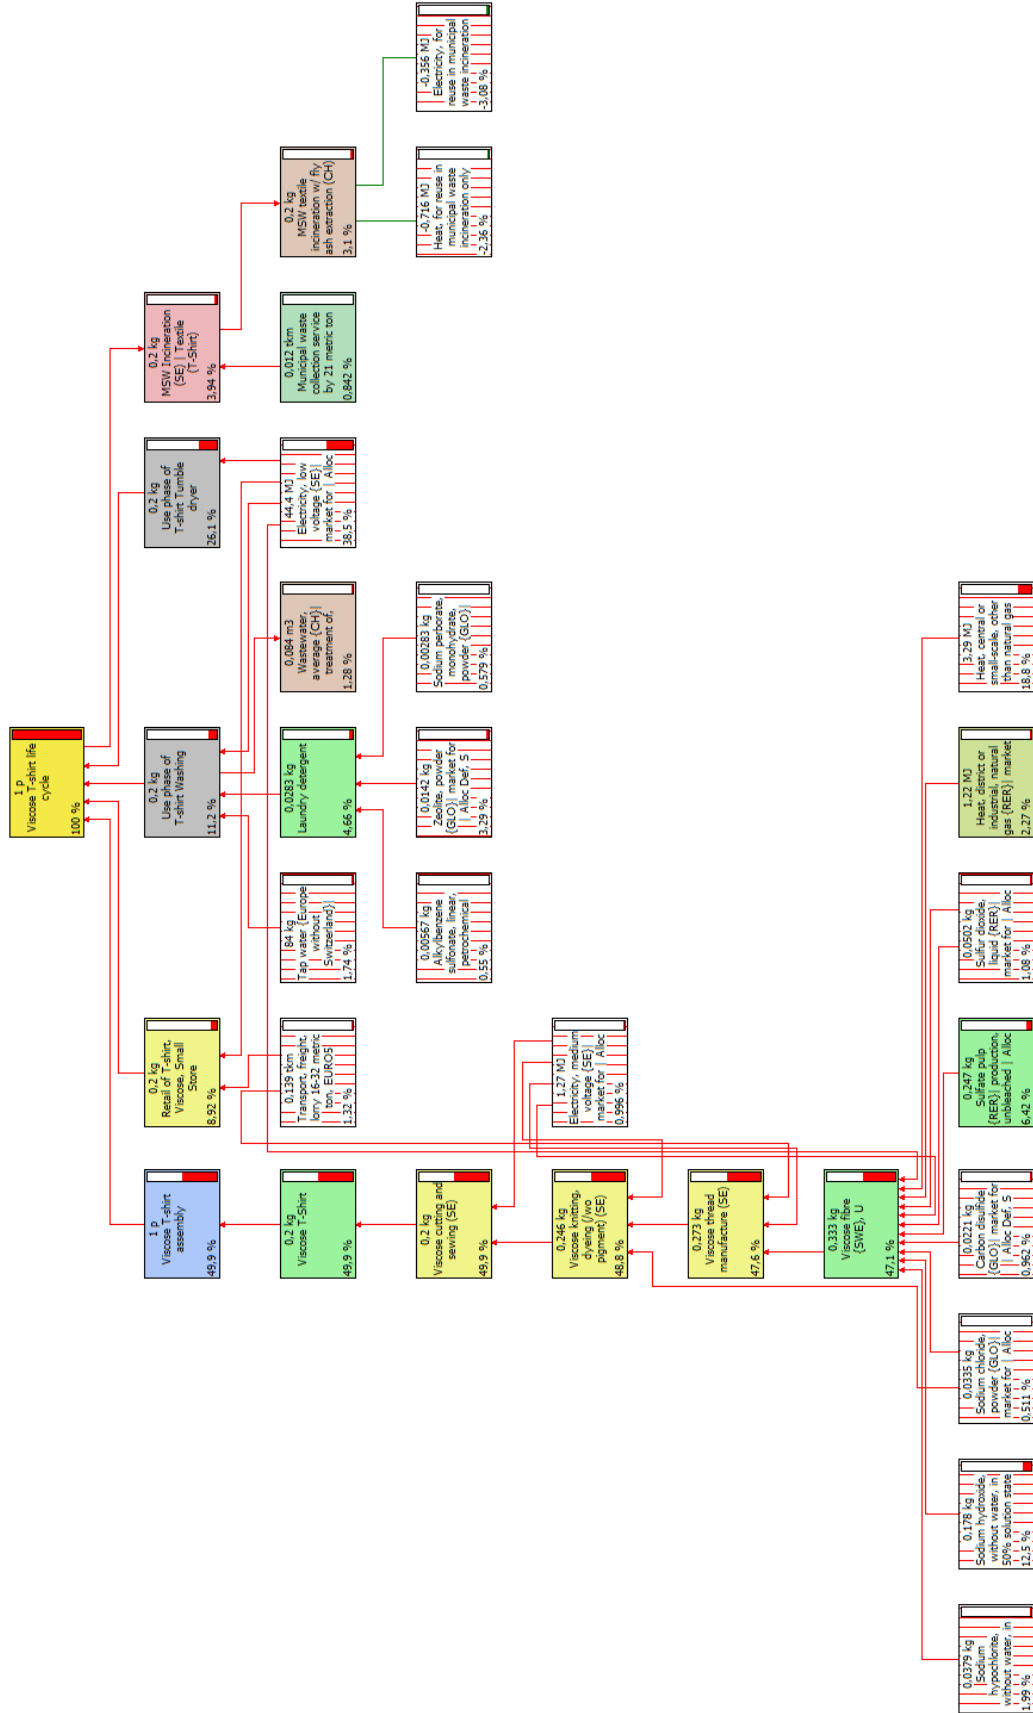 1 p
Viscose T-shirt life
cycle
100 %
1 p
Viscose T-shirt
assembly
49,9 %
0,2 kg
Retail of T-shirt,
Viscose, Small
Store
8,92 %
0,2 kg
Use phase of
T-shirt Washing
11,2 %
0,2 kg
Use phase of
T-shirt Tumble
dryer
26,1 %
0,2 kg
MSW Incineration
(SE) | Textile
(T-Shirt)
3,94 %
0,2 kg
Viscose T-Shirt
49,9 %
0,139 tkm
Transport, freight,
lorry 16-32 metric
ton, EURO5
1,32 %
84 kg
Tap water {Europe
without
Switzerland}|
1,74 %
0,0283 kg
Laundry detergent
4,66 %
0,084 m3
Wastewater,
average {CH}|
treatment of,
1,28 %
44,4 MJ
Electricity, low
voltage {SE}|
market for | Alloc
38,5 %
0,012 tkm
Municipal waste
collection service
by 21 metric ton
0,842 %
0,2 kg
MSW textile
incineration w/ fly
ash extraction (CH)
3,1 %
0,2 kg
Viscose cutting and
sewing (SE)
49,9 %
0,00567 kg
Alkylbenzene
sulfonate, linear,
petrochemical
0,55 %
0,0142 kg
Zeolite, powder
{GLO}| market for
| Alloc Def, S
3,29 %
0,00283 kg
Sodium perborate,
monohydrate,
powder {GLO}|
0,579 %
-0,716 MJ
Heat, for reuse in
municipal waste
incineration only
-2,36 %
-0,356 MJ
Electricity, for
reuse in municipal
waste incineration
-3,08 %
0,246 kg
Viscose knitting,
dyeing (/wo
pigment) (SE)
48,8 %
1,27 MJ
Electricity, medium
voltage {SE}|
market for | Alloc
0,996 %
0,273 kg
Viscose thread
manufacture (SE)
47,6 %
0,333 kg
Viscose fibre
{SWE}, U
47,1 %
0,0379 kg
Sodium
hypochlorite,
without water, in
1,99 %
0,178 kg
Sodium hydroxide,
without water, in
50% solution state
12,5 %
0,0335 kg
Sodium chloride,
powder {GLO}|
market for | Alloc
0,511 %
0,0221 kg
Carbon disulfide
{GLO}| market for
| Alloc Def, S
0,962 %
0,247 kg
Sulfate pulp
{RER}| production,
unbleached | Alloc
6,42 %
0,0502 kg
Sulfur dioxide,
liquid {RER}|
market for | Alloc
1,08 %
1,22 MJ
Heat, district or
industrial, natural
gas {RER}| market
2,27 %
3,29 MJ
Heat, central or
small-scale, other
than natural gas
18,8 %